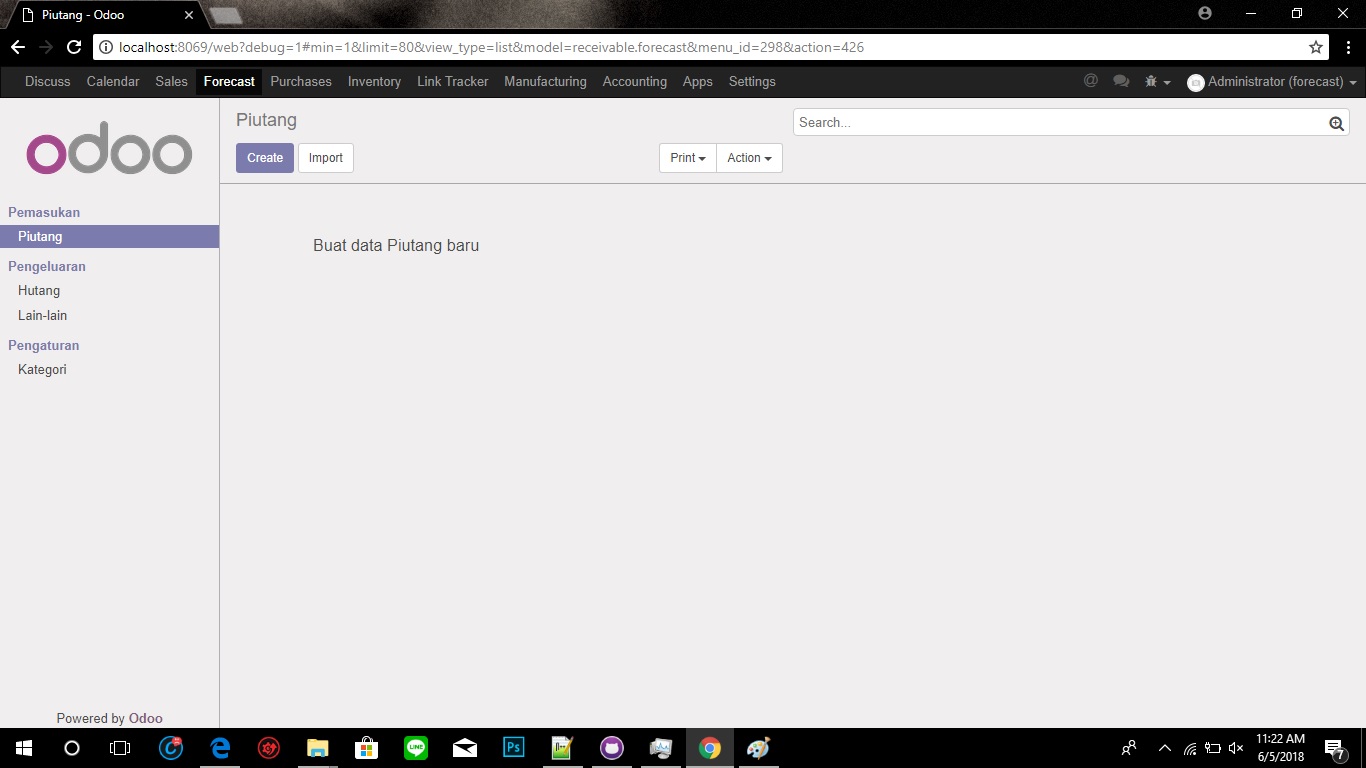 Piutang - Odoo
localhost:8069/web?debug=1#min=1&limit=80&view_type=list&model=receivable.forecast&menu_id=298&action=426
Discuss Calendar Sales Forecast Purchases Inventory Link Tracker Manufacturing Accounting Apps Settings @ Administrator (forecast)
odoo
Piutang
Search...
Create Import Print Action
Pemasukan
Piutang
Pengeluaran
Hutang
Lain-lain
Pengaturan
Kategori
Buat data Piutang baru
Powered by Odoo
LINE
Ps
11:22 AM
6/5/2018
7